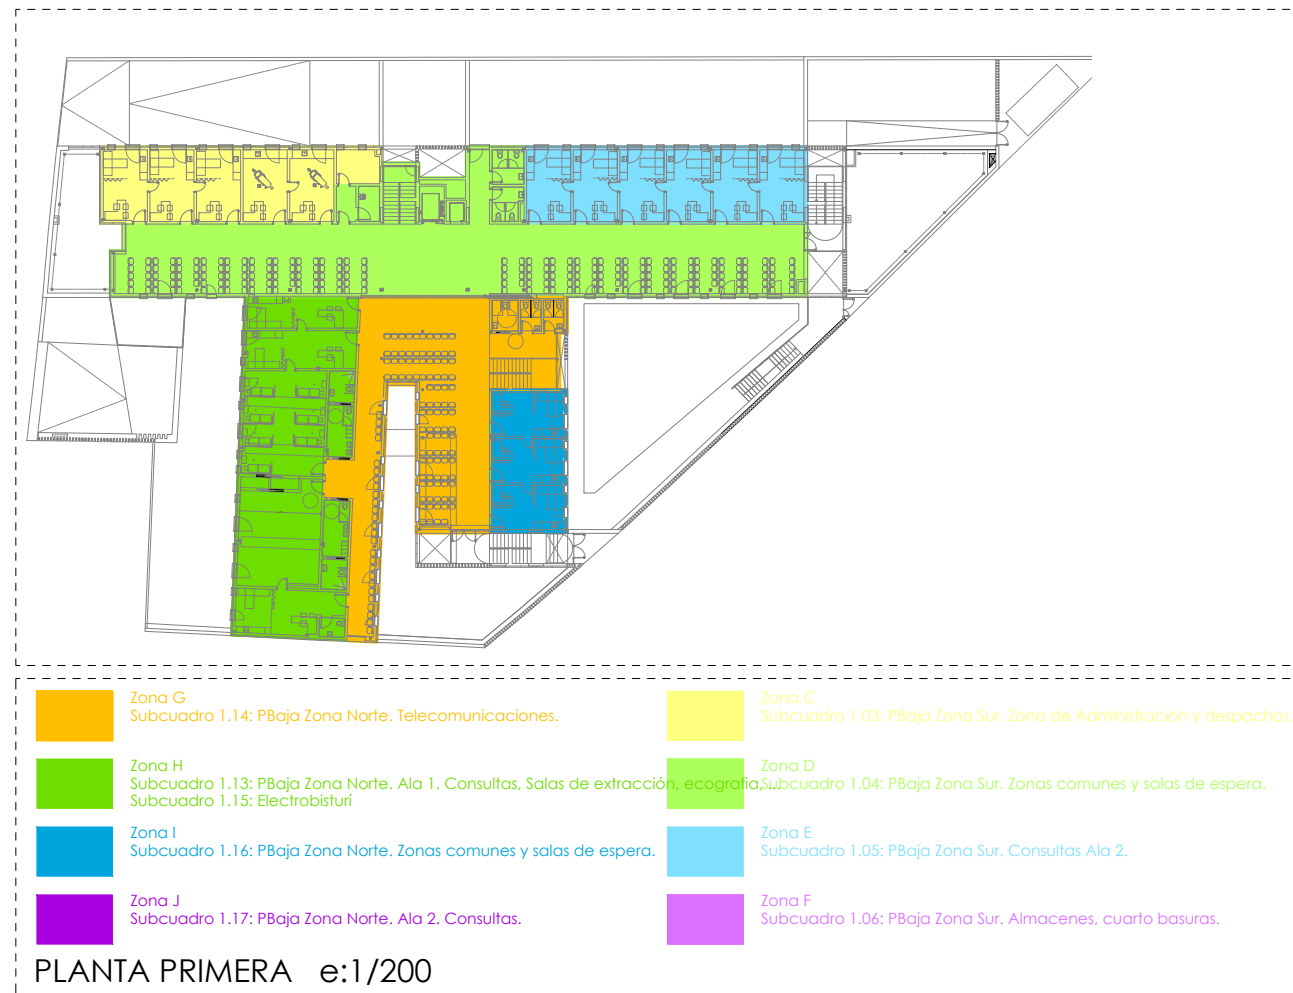 Zona G
Subcuadro 1.14: PBaja Zona Norte. Telecomunicaciones.
Zona H
Subcuadro 1.13: PBaja Zona Norte. Ala 1. Consultas, Salas de extracción, ecografia,...
Subcuadro 1.15: Electrobisturí
Zona I
Subcuadro 1.16: PBaja Zona Norte. Zonas comunes y salas de espera.
Zona J
Subcuadro 1.17: PBaja Zona Norte. Ala 2. Consultas.
Zona C
Subcuadro 1.03: PBaja Zona Sur. Zona de Administración y despachos.
Zona D
Subcuadro 1.04: PBaja Zona Sur. Zonas comunes y salas de espera.
Zona E
Subcuadro 1.05: PBaja Zona Sur. Consultas Ala 2.
Zona F
Subcuadro 1.06: PBaja Zona Sur. Almacenes, cuarto basuras.
PLANTA PRIMERA e:1/200